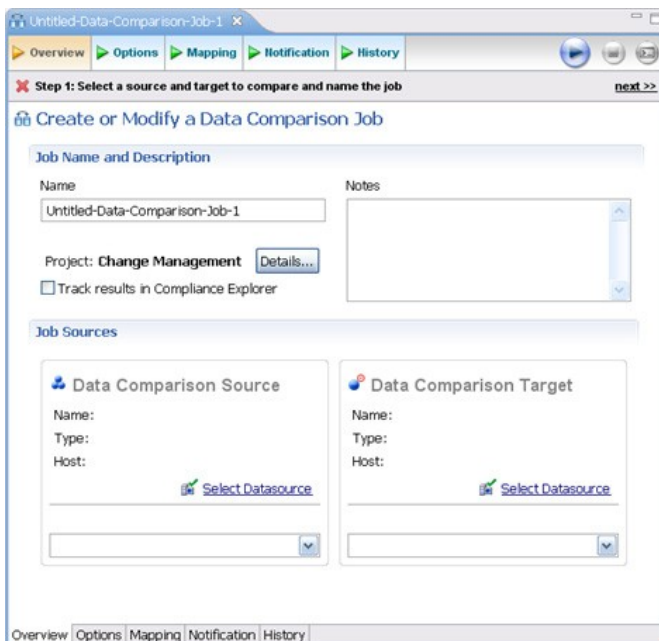 Untitled-Data-Comparison-Job-1
Overview Options Mapping Notification History
Step 1: Select a source and target to compare and name the job next >>
Create or Modify a Data Comparison Job
Job Name and Description
Name Notes
Untitled-Data-Comparison-Job-1
Project: Change Management Details...
Track results in Compliance Explorer
Job Sources
Data Comparison Source
Name:
Type:
Host:
Select Datasource
Data Comparison Target
Name:
Type:
Host:
Select Datasource
Overview Options Mapping Notification History